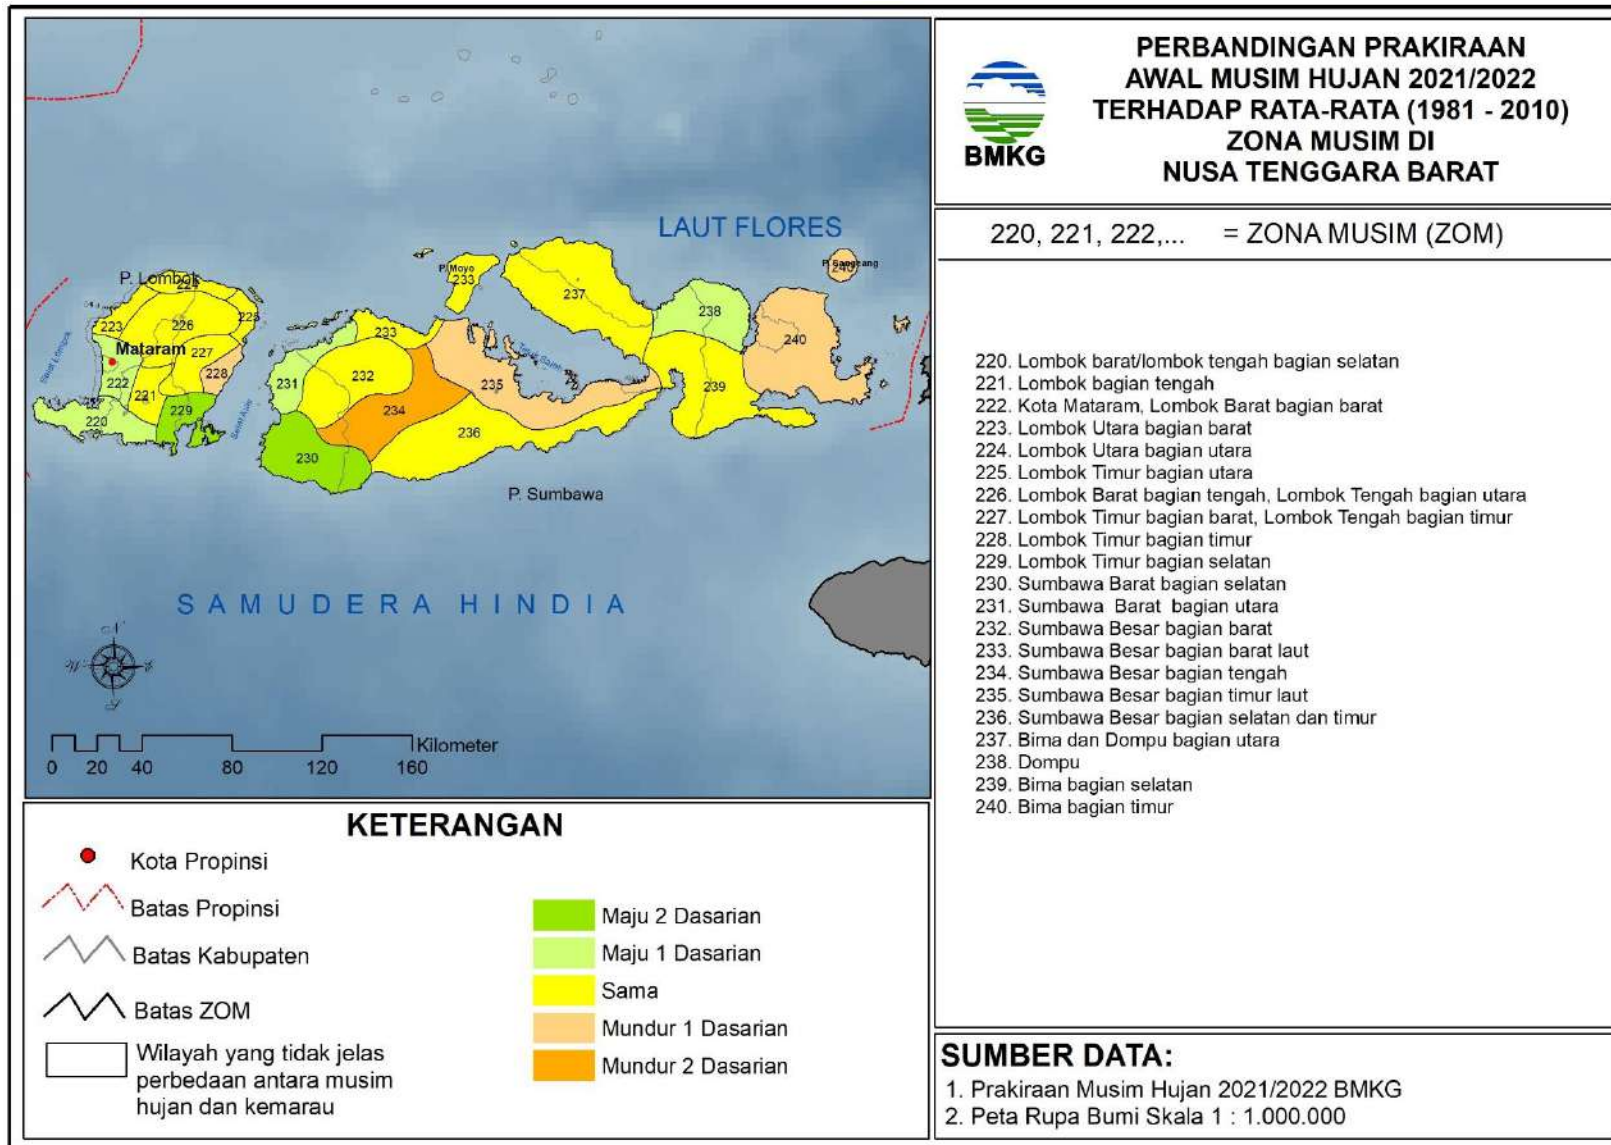 PERBANDINGAN PRAKIRAAN
AWAL MUSIM HUJAN 2021/2022
TERHADAP RATA-RATA (1981 - 2010)
ZONA MUSIM DI
NUSA TENGGARA BARAT
BMKG
220, 221, 222,... = ZONA MUSIM (ZOM)
220. Lombok barat/lombok tengah bagian selatan
221. Lombok bagian tengah
222. Kota Mataram, Lombok Barat bagian barat
223. Lombok Utara bagian barat
224. Lombok Utara bagian utara
225. Lombok Timur bagian utara
226. Lombok Barat bagian tengah, Lombok Tengah bagian utara
227. Lombok Timur bagian barat, Lombok Tengah bagian timur
228. Lombok Timur bagian timur
229. Lombok Timur bagian selatan
230. Sumbawa Barat bagian selatan
231. Sumbawa Barat bagian utara
232. Sumbawa Besar bagian barat
233. Sumbawa Besar bagian barat laut
234. Sumbawa Besar bagian tengah
235. Sumbawa Besar bagian timur laut
236. Sumbawa Besar bagian selatan dan timur
237. Bima dan Dompu bagian utara
238. Dompu
239. Bima bagian selatan
240. Bima bagian timur
SUMBER DATA:
1. Prakiraan Musim Hujan 2021/2022 BMKG
2. Peta Rupa Bumi Skala 1 : 1.000.000
LAUT FLORES
P. Moyo
233
P. Sangeang
240
P. Lombok
224
237
223
226
225
238
233
240
Mataram
227
228
231
232
235
239
222
221
229
220
234
236
230
P. Sumbawa
SAMUDERA HINDIA
Kilometer
0 20 40 80 120 160
KETERANGAN
Kota Propinsi
Batas Propinsi
Batas Kabupaten
Batas ZOM
Wilayah yang tidak jelas
perbedaan antara musim
hujan dan kemarau
Maju 2 Dasarian
Maju 1 Dasarian
Sama
Mundur 1 Dasarian
Mundur 2 Dasarian